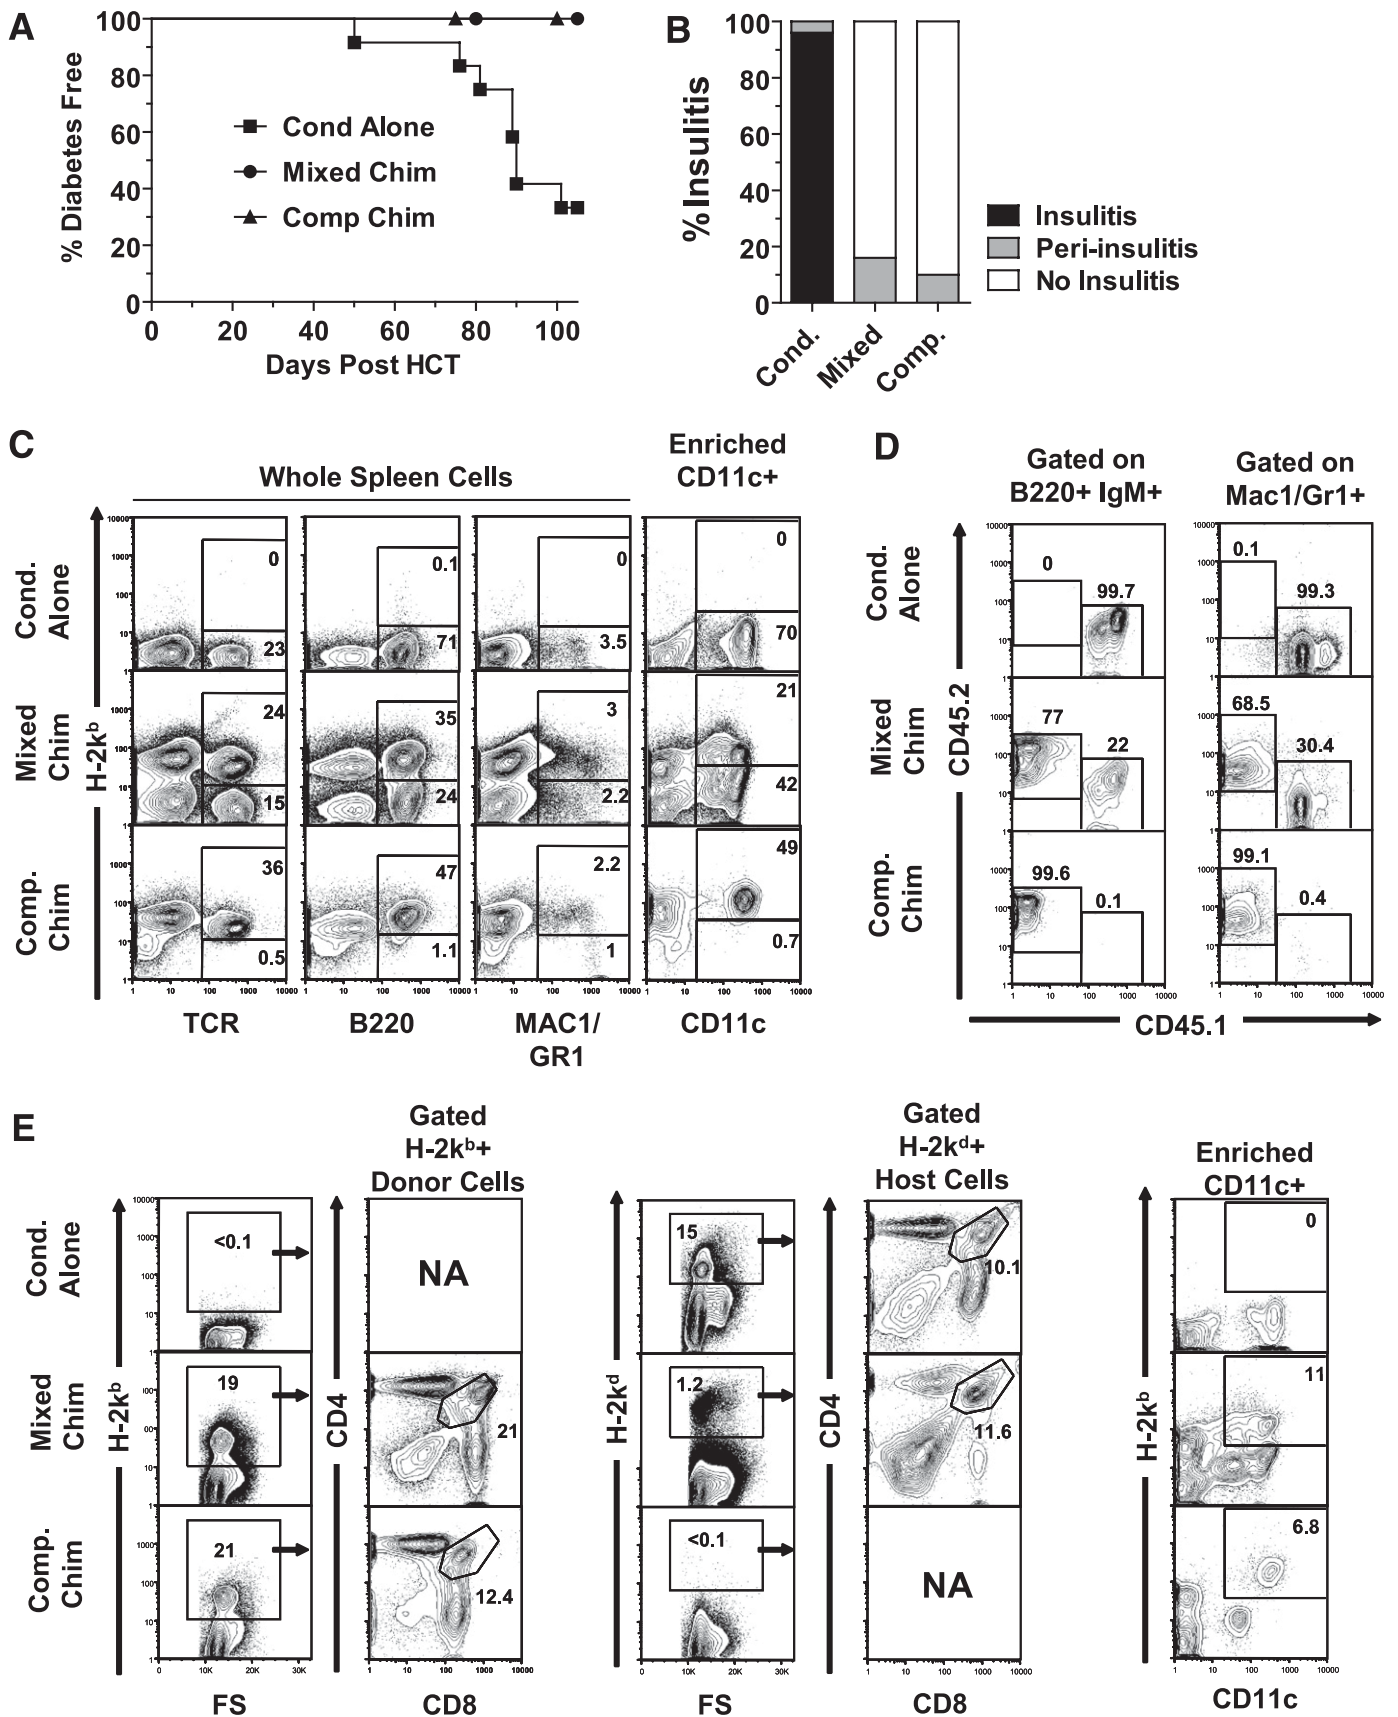 A
% Diabetes Free
100
80
60
40
20
0
Cond Alone
Mixed Chim
Comp Chim
0 20 40 60 80 100
Days Post HCT
B
% Insulitis
100
80
60
40
20
0
Cond. Mixed Comp.
Insulitis
Peri-insulitis
No Insulitis
C
Whole Spleen Cells
Enriched
CD11c+
H-2kb
Cond.
Alone
0 0.1 0 0
23 71 3.5 70
Mixed
Chim
24 35 3 21
15 24 2.2 42
Comp.
Chim
36 47 2.2 49
0.5 1.1 1 0.7
TCR B220 MAC1/
GR1
CD11c
D
Gated on
B220+ IgM+
Gated on
Mac1/Gr1+
CD45.2
Cond.
Alone
0 99.7 0.1 99.3
Mixed
Chim
77 22 68.5 30.4
Comp.
Chim
99.6 0.1 99.1 0.4
CD45.1
E
Gated
H-2kb+
Donor Cells
Gated
H-2kd+
Host Cells
Enriched
CD11c+
Cond.
Alone
H-2kb
CD4
H-2kd
CD4
H-2kb
<0.1 NA 15 10.1 0
Mixed
Chim
19 21 1.2 11.6 11
Comp.
Chim
21 12.4 <0.1 NA 6.8
0 10K 20K 30K
1 10 100 1000 10000
FS CD8 FS CD8 CD11c